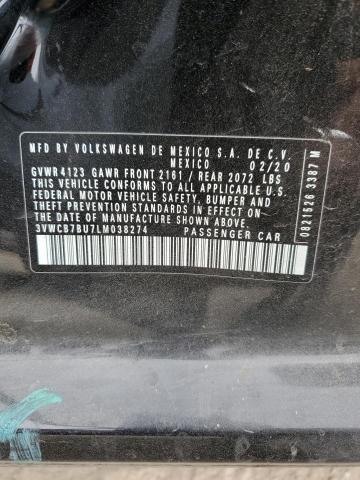 MFD BY VOLKSWAGEN DE MEXICO S.A. DE C.V.
MEXICO 02/20
GVWR 4123 GAWR FRONT 2161 / REAR 2072 LBS
THIS VEHICLE CONFORMS TO ALL APPLICABLE U.S.
FEDERAL MOTOR VEHICLE SAFETY, BUMPER, AND
THEFT PREVENTION STANDARDS IN EFFECT ON THE
DATE OF MANUFACTURE SHOWN ABOVE.
3VWCB7BU7LM038274 PASSENGER CAR
0821526 3387 M